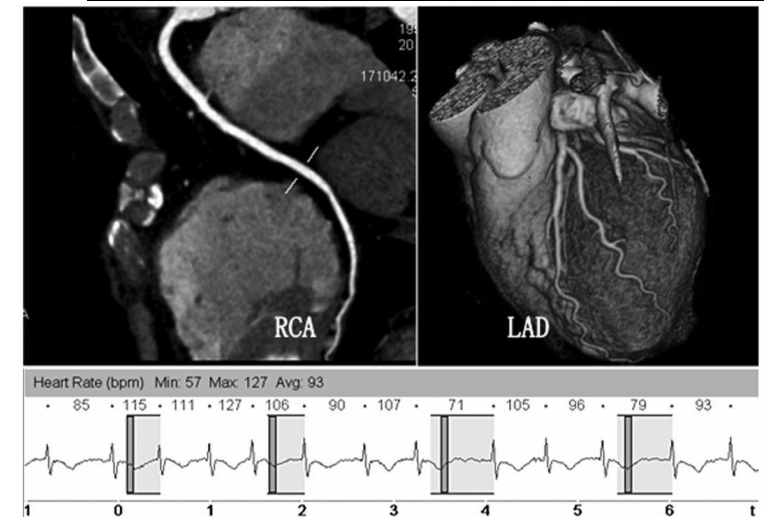 19
20
171042.2
RCA
LAD
Heart Rate (bpm) Min: 57 Max: 127 Avg: 93
85 115 111 127 106 90 107 71 105 96 79 93
1 0 1 2 3 4 5 6 t